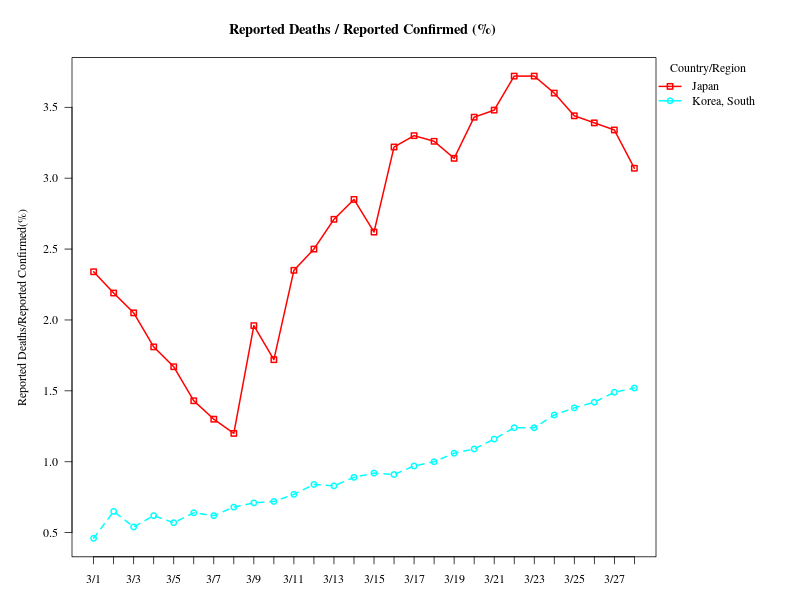 Reported Deaths / Reported Confirmed (%)
Country/Region
Japan
Korea, South
Reported Deaths/Reported Confirmed(%)
3.5
3.0
2.5
2.0
1.5
1.0
0.5
3/1 3/3 3/5 3/7 3/9 3/11 3/13 3/15 3/17 3/19 3/21 3/23 3/25 3/27